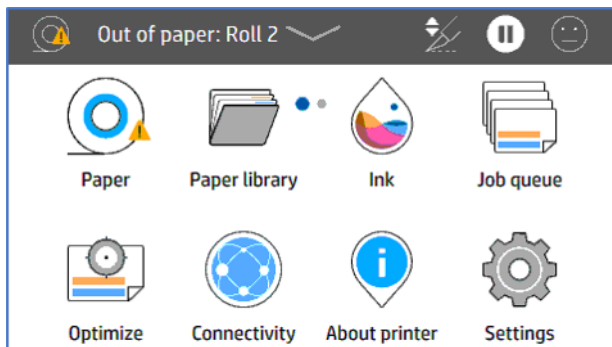 Out of paper: Roll 2
Paper Paper library Ink Job queue
Optimize Connectivity About printer Settings